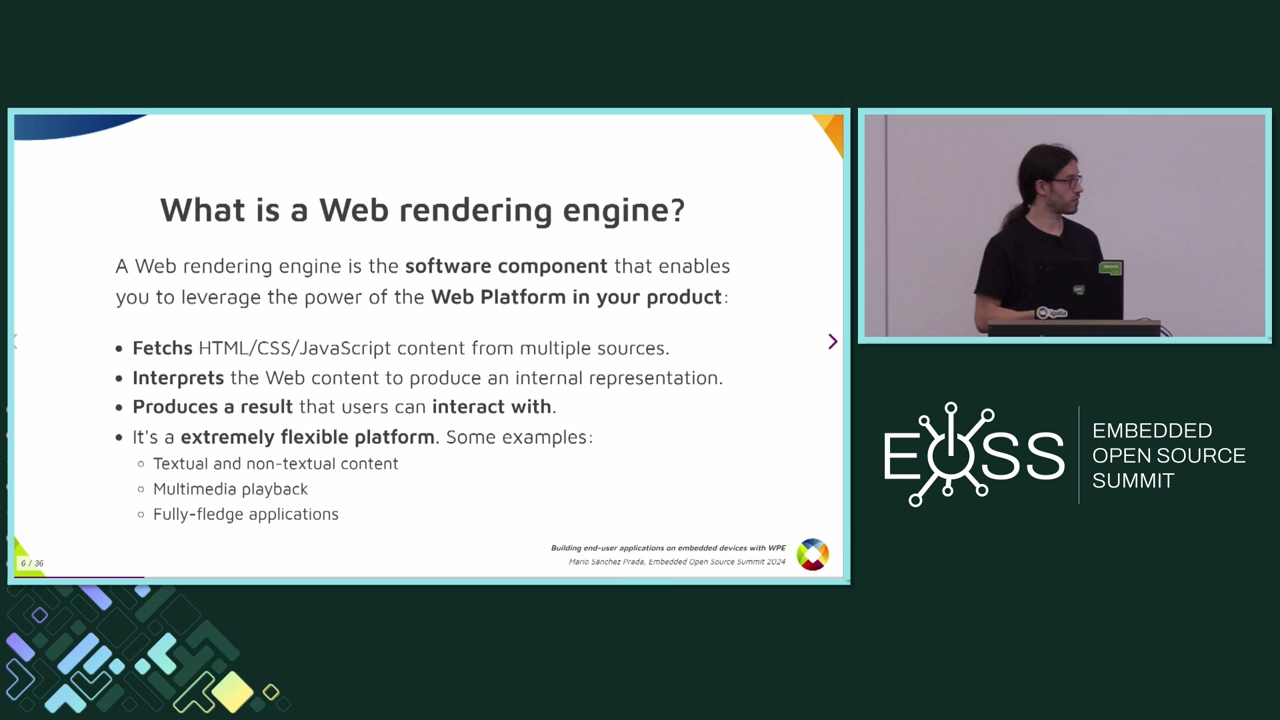 What is a Web rendering engine?
A Web rendering engine is the software component that enables
you to leverage the power of the Web Platform in your product:
• Fetchs HTML/CSS/JavaScript content from multiple sources.
• Interprets the Web content to produce an internal representation.
• Produces a result that users can interact with.
• It's a extremely flexible platform. Some examples:
○ Textual and non-textual content
○ Multimedia playback
○ Fully-fledge applications
Building end-user applications on embedded devices with WPE
Mario Sánchez Prada, Embedded Open Source Summit 2024
6 / 36
EOSS
EMBEDDED
OPEN SOURCE
SUMMIT